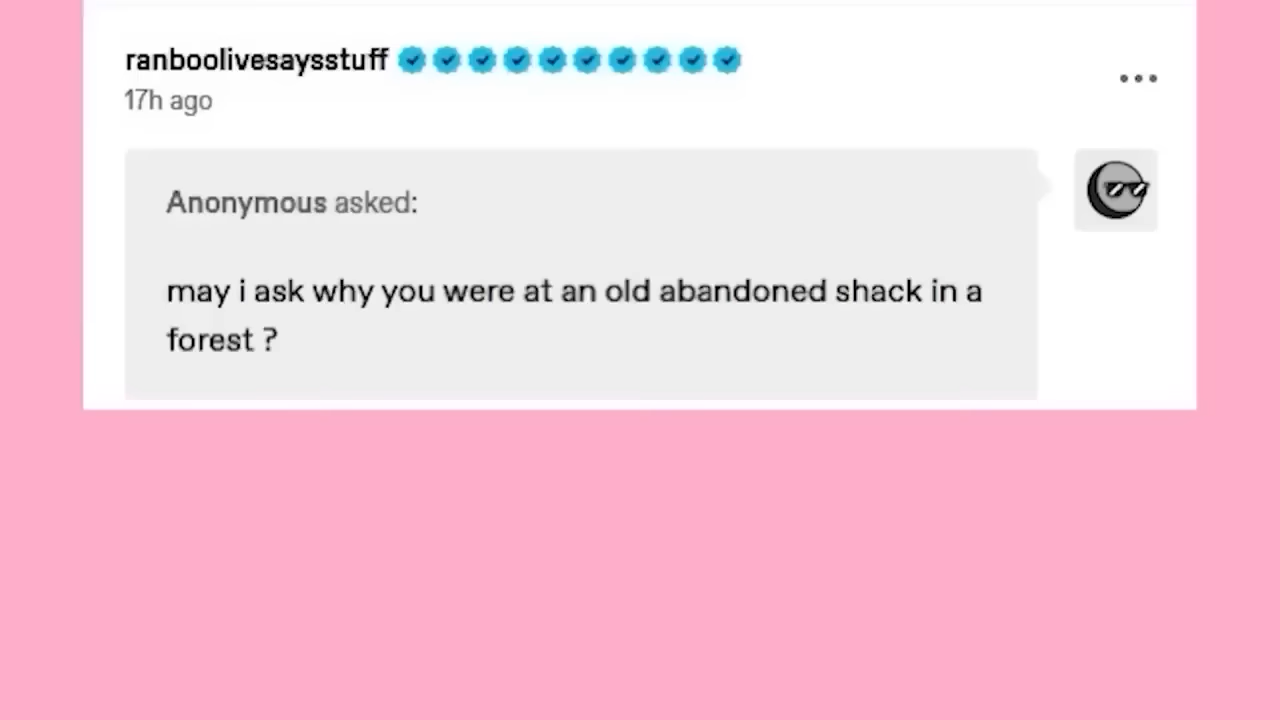 ranboolivesaysstuff
17h ago
Anonymous asked:
may i ask why you were at an old abandoned shack in a
forest ?